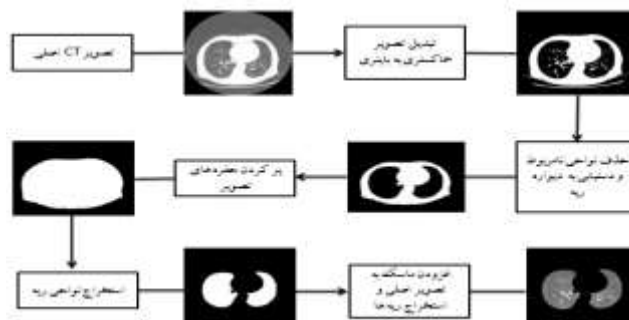 تصویر CT اصلی
تبدیل تصویر
خاکستری به باینری
حذف نواحی نامربوط
و دستیابی به دیواره
ریه
پر کردن حفره‌های
تصویر
استخراج نواحی ریه
افزودن ماسک به
تصویر اصلی و
استخراج ریه‌ها